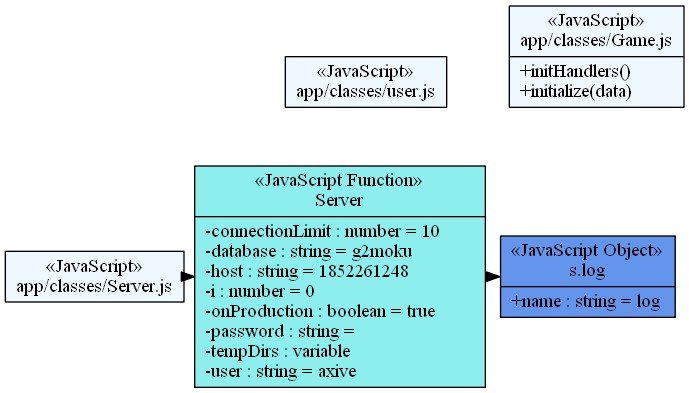 «JavaScript»
app/classes/Game.js
+initHandlers()
+initialize(data)
«JavaScript»
app/classes/user.js
«JavaScript Function»
Server
-connectionLimit : number = 10
-database : string = g2moku
-host : string = 1852261248
-i : number = 0
-onProduction : boolean = true
-password : string =
-tempDirs : variable
-user : string = axive
«JavaScript»
app/classes/Server.js
«JavaScript Object»
s.log
+name : string = log